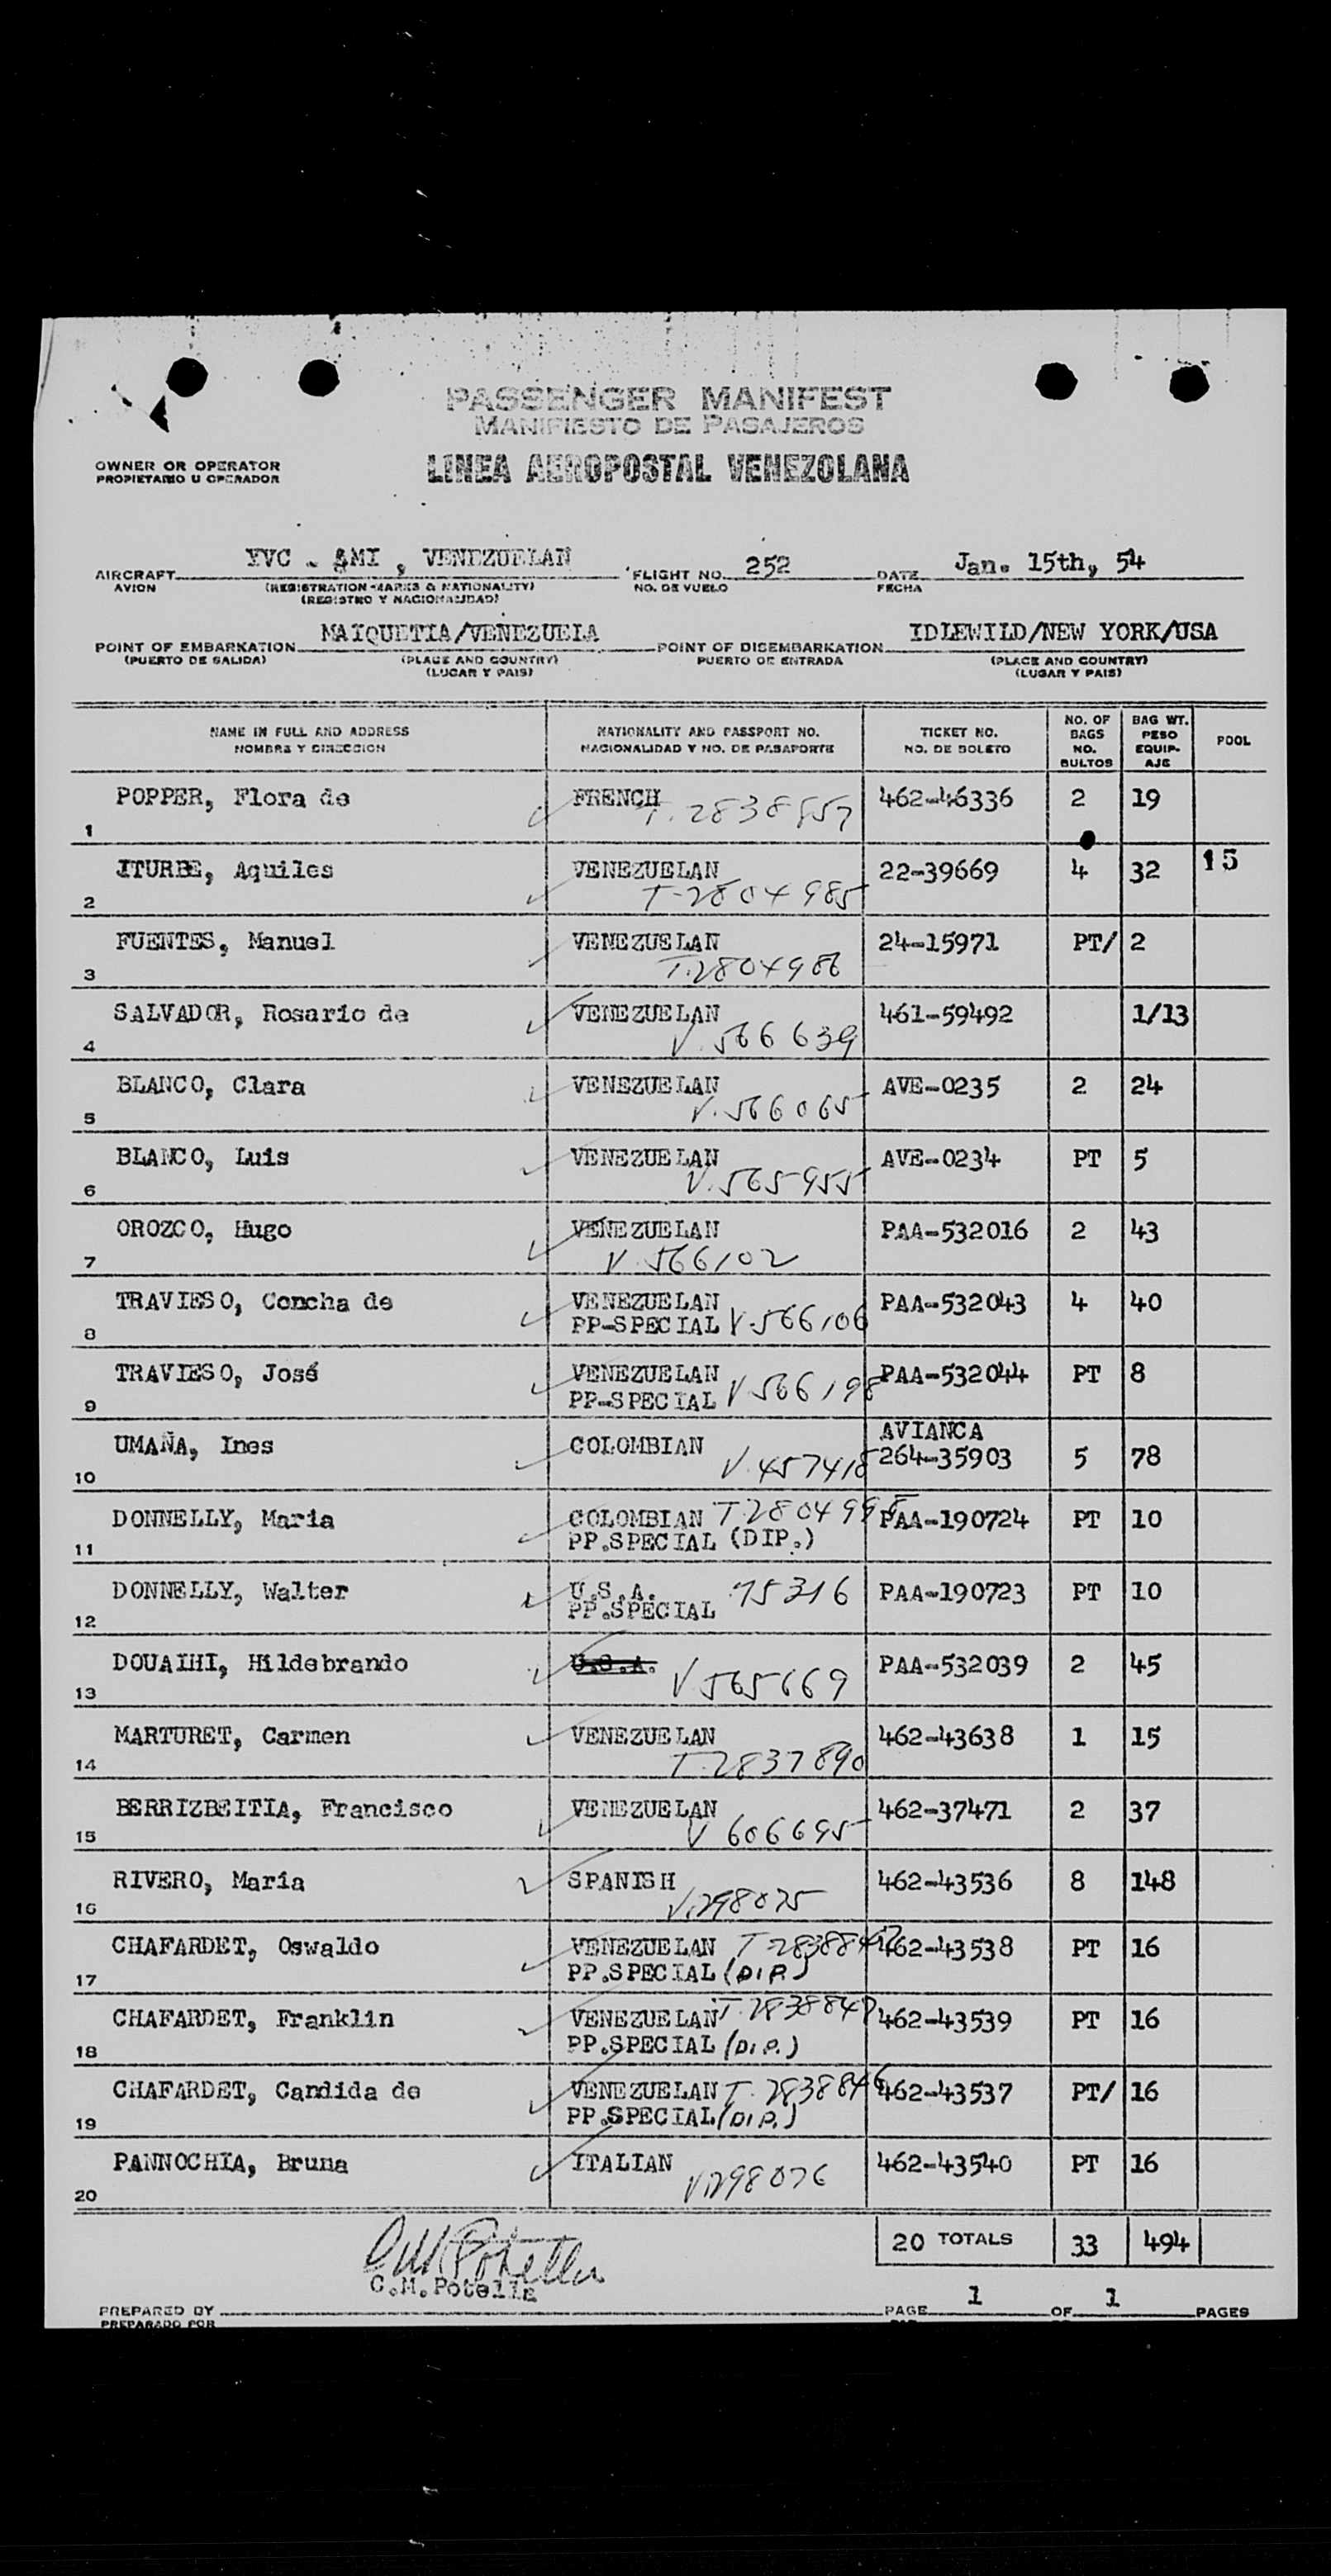 PASSENGER MANIFEST
MANIFIESTO DE PASAJEROS
OWNER OR OPERATOR
PROPIETARIO U OPERADOR
LINEA AEROPOSTAL VENEZOLANA
AIRCRAFT YVC - AMI , VENEZUELAN FLIGHT NO. 252 DATE Jan. 15th, 54
AVION (REGISTRATION MARKS & NATIONALITY) NO. DE VUELO FECHA
(REGISTRO Y NACIONALIDAD)
POINT OF EMBARKATION MAIQUETIA/VENEZUELA POINT OF DISEMBARKATION IDLEWILD/NEW YORK/USA
(PUERTO DE SALIDA) (PLACE AND COUNTRY) PUERTO DE ENTRADA (PLACE AND COUNTRY)
(LUGAR Y PAIS) (LUGAR Y PAIS)
NAME IN FULL AND ADDRESS NATIONALITY AND PASSPORT NO. TICKET NO. NO. OF BAGS BAG WT. POOL
NOMBRE Y DIRECCION NACIONALIDAD Y NO. DE PASAPORTE NO. DE BOLETO NO. BULTOS PESO EQUIP-AJE
POPPER, Flora de FRENCH 462-46336 2 19
1 T. 2838857
ITURBE, Aquiles VENEZUELAN 22-39669 4 32 15
2 T-2804985
FUENTES, Manuel VENEZUELAN 24-15971 PT/ 2
3 T.2804986
SALVADOR, Rosario de VENEZUELAN 461-59492 1/13
4 V. 566639
BLANCO, Clara VENEZUELAN AVE-0235 2 24
5 V. 566065
BLANCO, Luis VENEZUELAN AVE-0234 PT 5
6 V. 565955
OROZCO, Hugo VENEZUELAN PAA-532016 2 43
7 V. 566102
TRAVIESO, Concha de VENEZUELAN PAA-532043 4 40
8 PP-SPECIAL V-566106
TRAVIESO, José VENEZUELAN PAA-532044 PT 8
9 PP-SPECIAL V 566198
AVIANCA
UMAÑA, Ines COLOMBIAN 264-35903 5 78
10 V. 457418
DONNELLY, Maria COLOMBIAN T.2804995 PAA-190724 PT 10
11 PP.SPECIAL (DIP.)
DONNELLY, Walter U.S.A. 75316 PAA-190723 PT 10
12 PP.SPECIAL
DOUAIHI, Hildebrando U.S.A. PAA-532039 2 45
13 V 565669
MARTURET, Carmen VENEZUELAN 462-43638 1 15
14 T. 2837890
BERRIZBEITIA, Francisco VENEZUELAN 462-37471 2 37
15 V 606695
RIVERO, Maria SPANISH 462-43536 8 148
16 V.298075
CHAFARDET, Oswaldo VENEZUELAN 462-43538 PT 16
17 PP.SPECIAL (DIP.)
CHAFARDET, Franklin VENEZUELAN T.2838847 462-43539 PT 16
18 PP.SPECIAL (DIP.)
CHAFARDET, Candida de VENEZUELAN T. 2838846 462-43537 PT/ 16
19 PP.SPECIAL (DIP.)
PANNOCHIA, Bruna ITALIAN 462-43540 PT 16
20 V.298076
20 TOTALS 33 494
C.M. Potella
PREPARED BY PAGE 1 OF 1 PAGES
PREPARADO POR